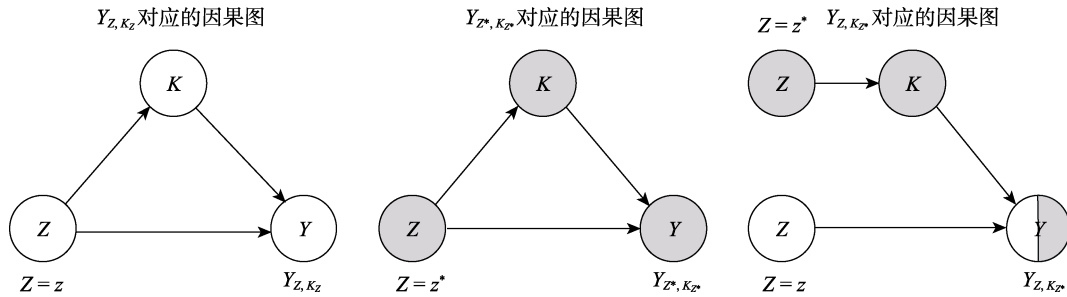 Y_{Z, K_Z} 对应的因果图
K
Z
Y
Z = z
Y_{Z, K_Z}
Y_{Z*, K_{Z*}} 对应的因果图
K
Z
Y
Z = z*
Y_{Z*, K_{Z*}}
Y_{Z, K_{Z*}} 对应的因果图
Z = z*
Z
K
Z
Y
Z = z
Y_{Z, K_{Z*}}